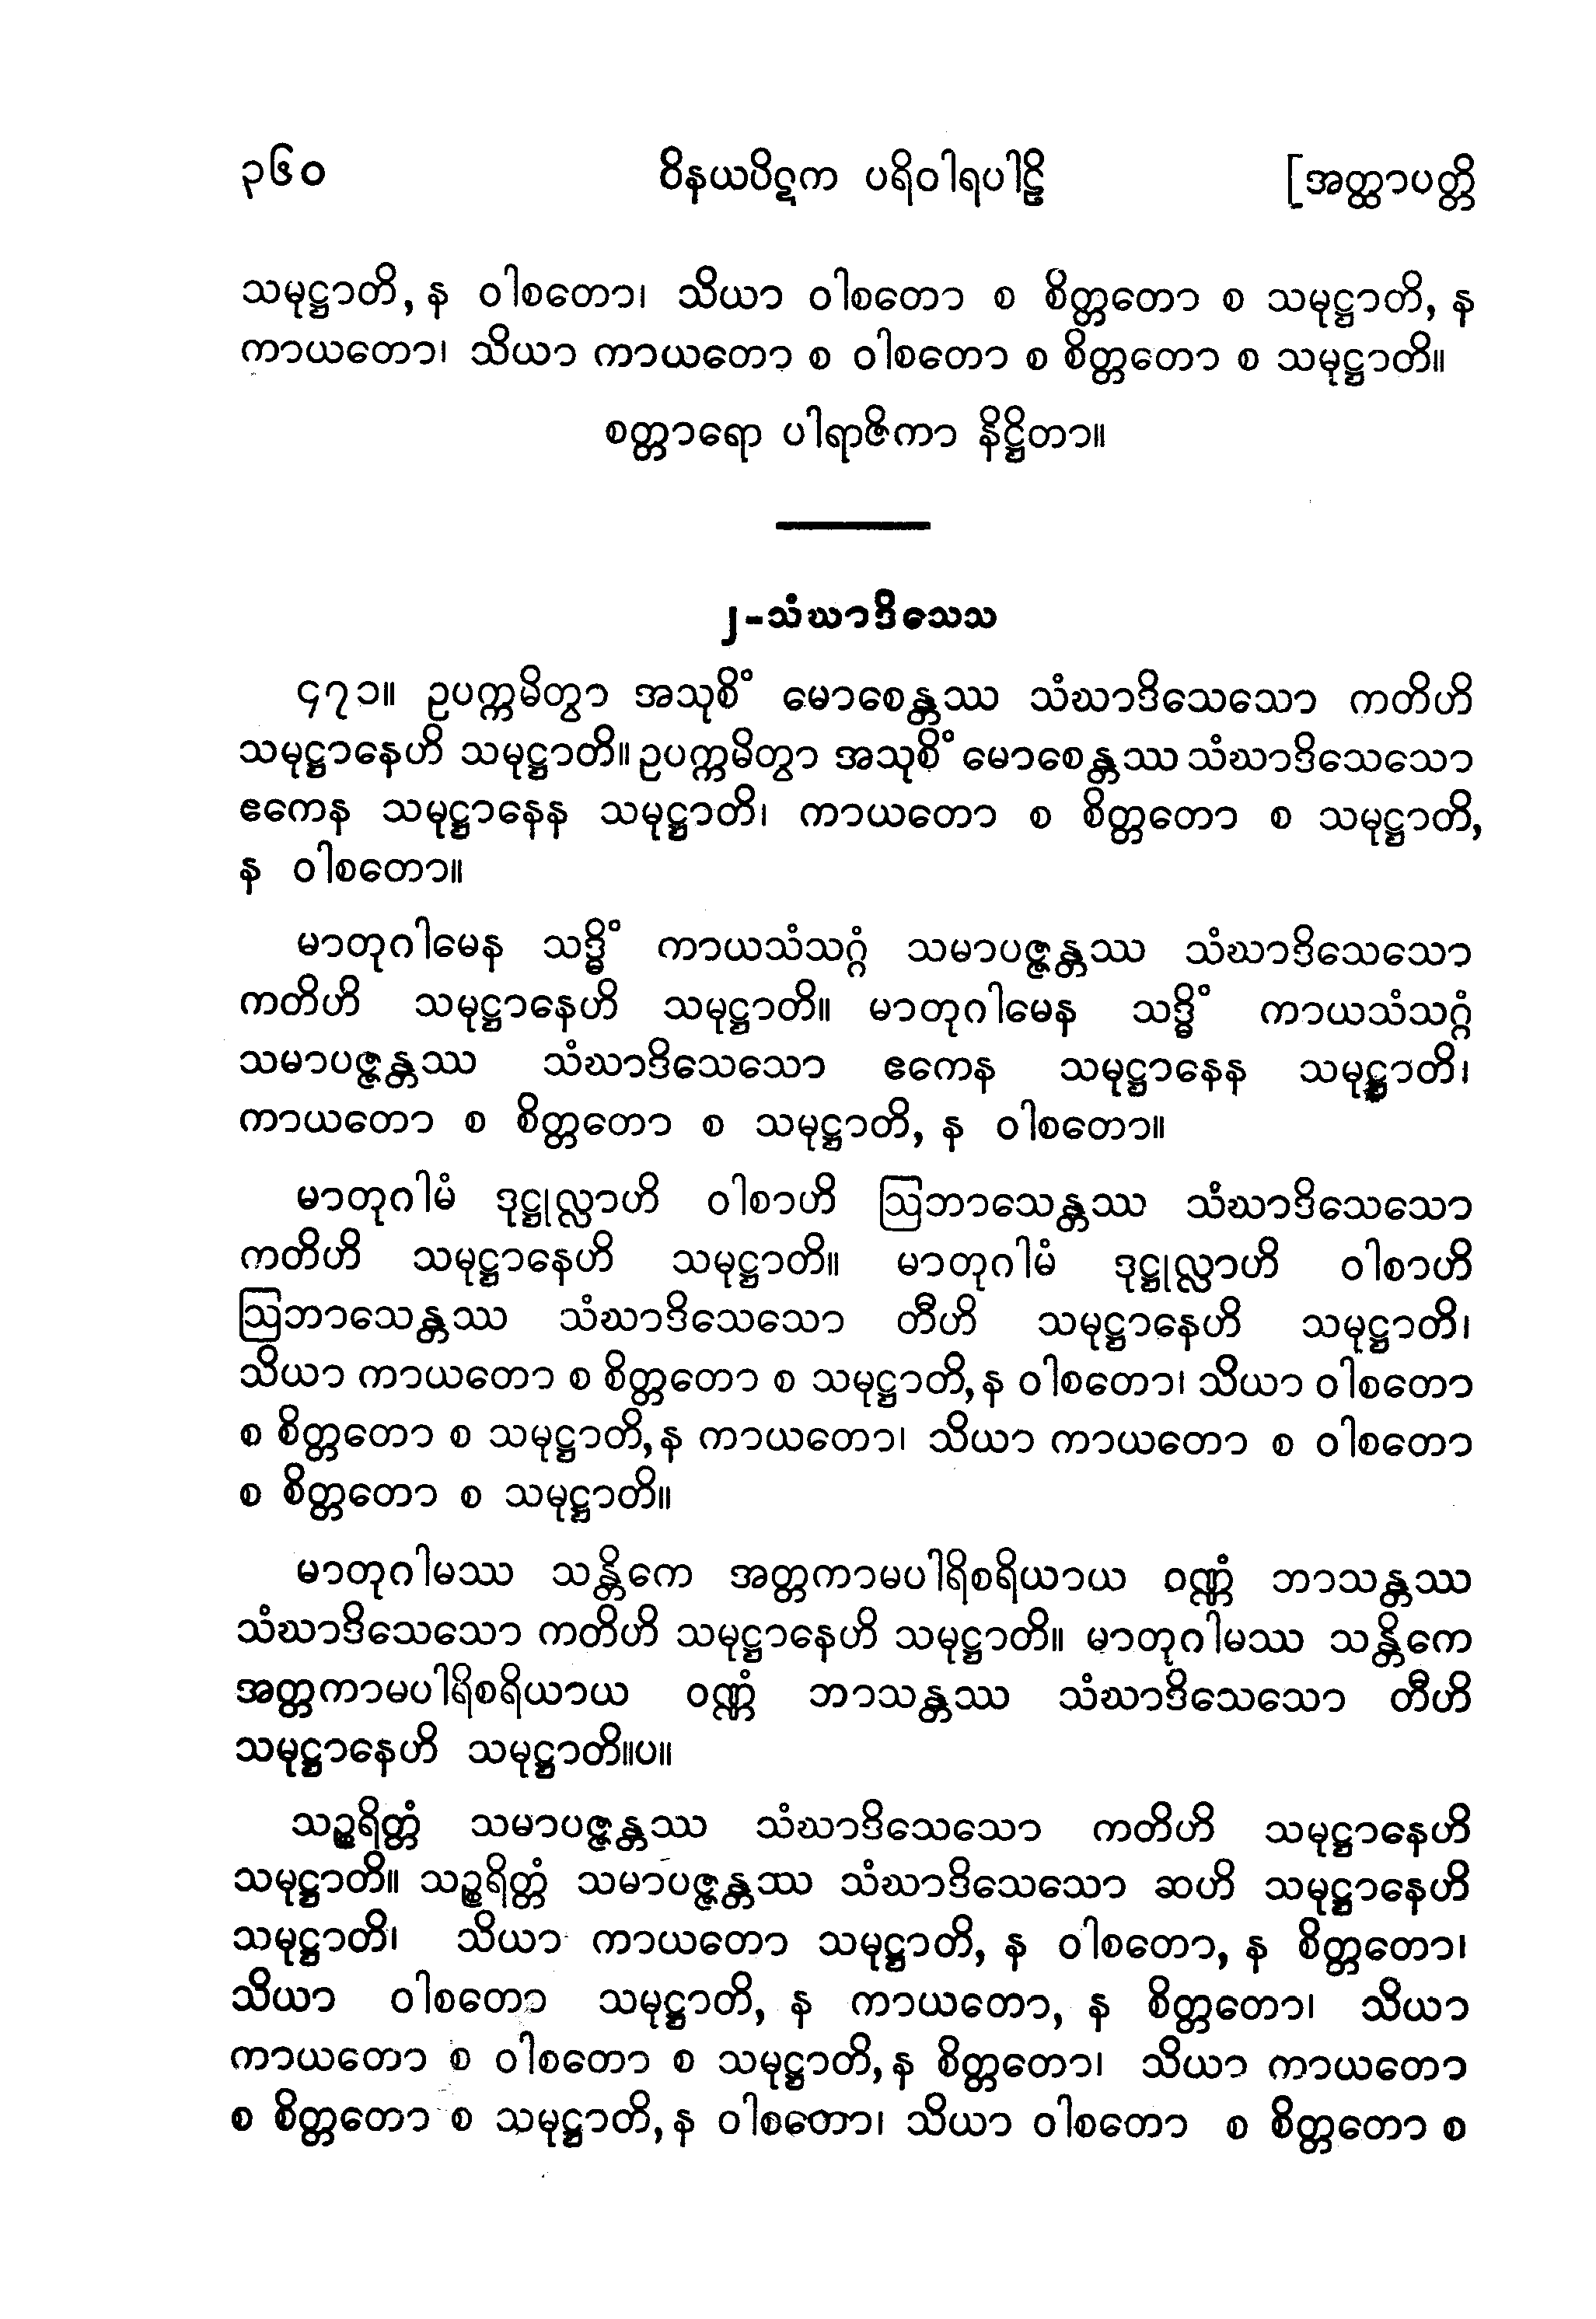 ၃၆၀ ဝိနယပိဋက ပရိဝါရပါဠိ [အတ္ထာပတ္တိ
သမုဋ္ဌာတိ, န ဝါစတော၊ သိယာ ဝါစတော စ စိတ္တတော စ သမုဋ္ဌာတိ, န
ကာယတော၊ သိယာ ကာယတော စ ဝါစတော စ စိတ္တတော စ သမုဋ္ဌာတိ။
စတ္တာရော ပါရာဇိကာ နိဋ္ဌိတာ။
၂-သံဃာဒိသေသ
၄၇၁။ ဥပက္ကမိတွာ အသုစိံ မောစေန္တဿ သံဃာဒိသေသော ကတိဟိ
သမုဋ္ဌာနေဟိ သမုဋ္ဌာတိ။ ဥပက္ကမိတွာ အသုစိံ မောစေန္တဿ သံဃာဒိသေသော
ဧကေန သမုဋ္ဌာနေန သမုဋ္ဌာတိ၊ ကာယတော စ စိတ္တတော စ သမုဋ္ဌာတိ,
န ဝါစတော။
မာတုဂါမေန သဒ္ဓိံ ကာယသံသဂ္ဂံ သမာပဇ္ဇန္တဿ သံဃာဒိသေသော
ကတိဟိ သမုဋ္ဌာနေဟိ သမုဋ္ဌာတိ။ မာတုဂါမေန သဒ္ဓိံ ကာယသံသဂ္ဂံ
သမာပဇ္ဇန္တဿ သံဃာဒိသေသော ဧကေန သမုဋ္ဌာနေန သမုဋ္ဌာတိ၊
ကာယတော စ စိတ္တတော စ သမုဋ္ဌာတိ, န ဝါစတော။
မာတုဂါမံ ဒုဋ္ဌုလ္လာဟိ ဝါစာဟိ ဩဘာသေန္တဿ သံဃာဒိသေသော
ကတိဟိ သမုဋ္ဌာနေဟိ သမုဋ္ဌာတိ။ မာတုဂါမံ ဒုဋ္ဌုလ္လာဟိ ဝါစာဟိ
ဩဘာသေန္တဿ သံဃာဒိသေသော တီဟိ သမုဋ္ဌာနေဟိ သမုဋ္ဌာတိ၊
သိယာ ကာယတော စ စိတ္တတော စ သမုဋ္ဌာတိ, န ဝါစတော၊ သိယာ ဝါစတော
စ စိတ္တတော စ သမုဋ္ဌာတိ, န ကာယတော၊ သိယာ ကာယတော စ ဝါစတော
စ စိတ္တတော စ သမုဋ္ဌာတိ။
မာတုဂါမဿ သန္တိကေ အတ္တကာမပါရိစရိယာယ ဝဏ္ဏံ ဘာသန္တဿ
သံဃာဒိသေသော ကတိဟိ သမုဋ္ဌာနေဟိ သမုဋ္ဌာတိ။ မာတုဂါမဿ သန္တိကေ
အတ္တကာမပါရိစရိယာယ ဝဏ္ဏံ ဘာသန္တဿ သံဃာဒိသေသော တီဟိ
သမုဋ္ဌာနေဟိ သမုဋ္ဌာတိ။ပ။
သဉ္စရိတ္တံ သမာပဇ္ဇန္တဿ သံဃာဒိသေသော ကတိဟိ သမုဋ္ဌာနေဟိ
သမုဋ္ဌာတိ။ သဉ္စရိတ္တံ သမာပဇ္ဇန္တဿ သံဃာဒိသေသော ဆဟိ သမုဋ္ဌာနေဟိ
သမုဋ္ဌာတိ၊ သိယာ ကာယတော သမုဋ္ဌာတိ, န ဝါစတော, န စိတ္တတော၊
သိယာ ဝါစတော သမုဋ္ဌာတိ, န ကာယတော, န စိတ္တတော၊ သိယာ
ကာယတော စ ဝါစတော စ သမုဋ္ဌာတိ, န စိတ္တတော၊ သိယာ ကာယတော
စ စိတ္တတော စ သမုဋ္ဌာတိ, န ဝါစတော၊ သိယာ ဝါစတော စ စိတ္တတော စ